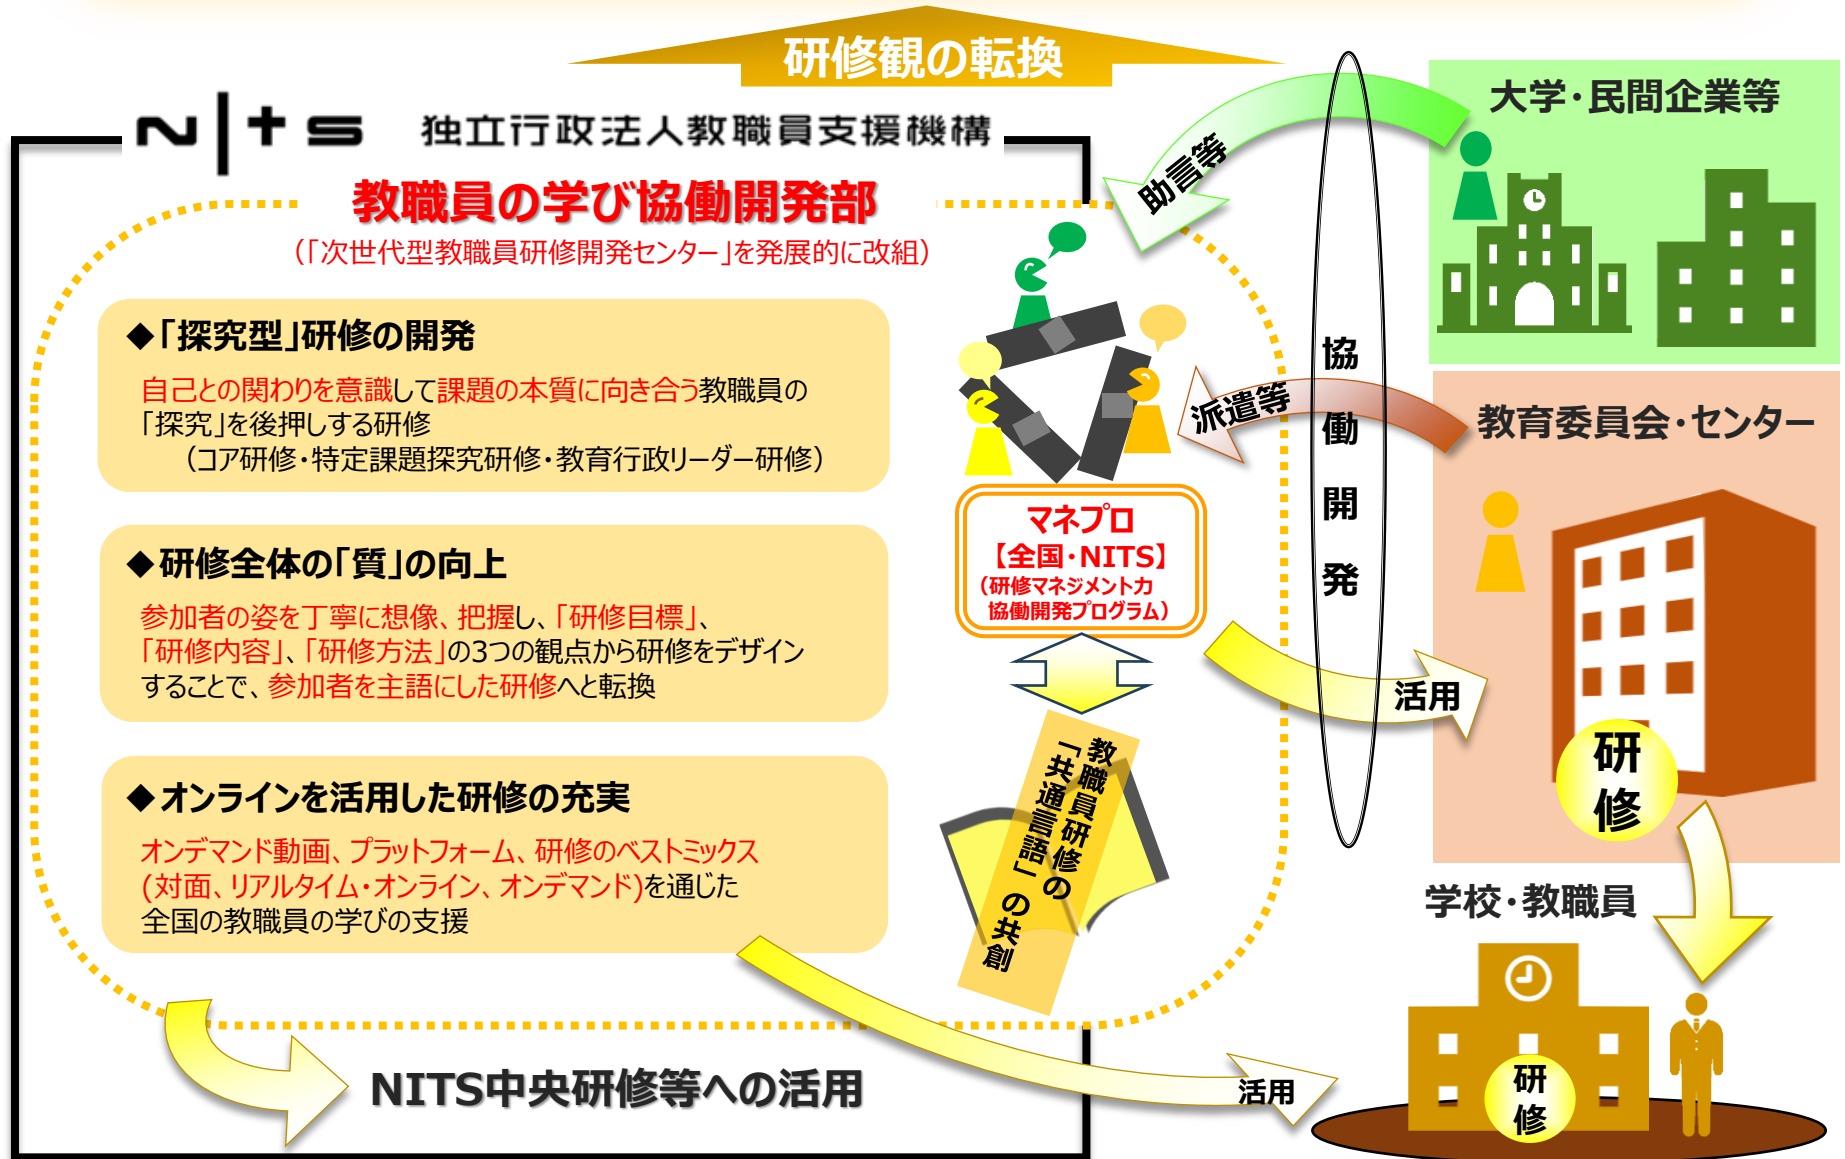 研修観の転換
NITS 独立行政法人教職員支援機構
教職員の学び協働開発部
（「次世代型教職員研修開発センター」を発展的に改組）
◆「探究型」研修の開発
自己との関わりを意識して課題の本質に向き合う教職員の
「探究」を後押しする研修
（コア研修・特定課題探究研修・教育行政リーダー研修）
◆研修全体の「質」の向上
参加者の姿を丁寧に想像、把握し、「研修目標」、
「研修内容」、「研修方法」の3つの観点から研修をデザイン
することで、参加者を主語にした研修へと転換
◆オンラインを活用した研修の充実
オンデマンド動画、プラットフォーム、研修のベストミックス
(対面、リアルタイム・オンライン、オンデマンド)を通じた
全国の教職員の学びの支援
NITS中央研修等への活用
マネプロ
【全国・NITS】
（研修マネジメント力
協働開発プログラム）
教職員研修の
「共通言語」の共創
助言等
派遣等
活用
活用
協働開発
大学・民間企業等
教育委員会・センター
研修
学校・教職員
研修